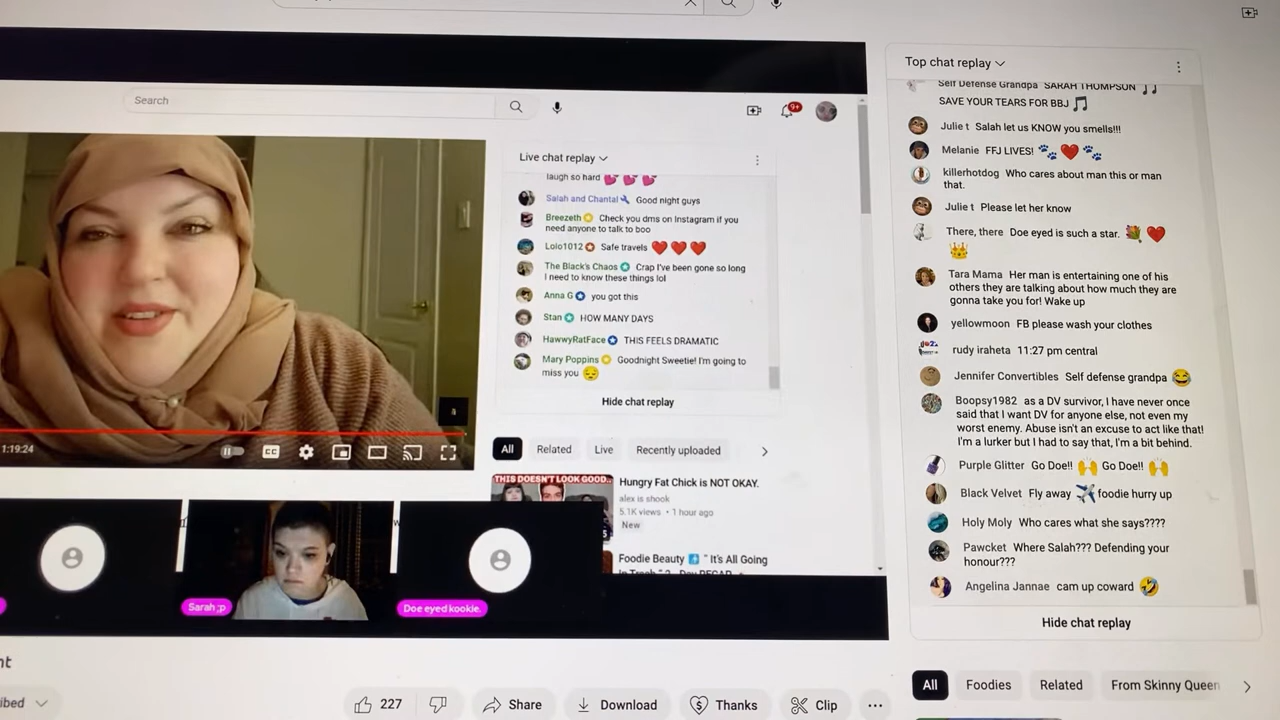 Search
9+
1:19:24
CC
Live chat replay
laugh so hard 💕 💕 💕
Salah and Chantal Good night guys
Breezeth Check you dms on Instagram if you
need anyone to talk to boo
Lolo1012 Safe travels ❤️ ❤️ ❤️
The Black's Chaos Crap I've been gone so long
I need to know these things lol
Anna G you got this
Stan HOW MANY DAYS
HawwyRatFace THIS FEELS DRAMATIC
Mary Poppins Goodnight Sweetie! I'm going to
miss you 😔
Hide chat replay
All
Related
Live
Recently uploaded
THIS DOESN'T LOOK GOOD...
Hungry Fat Chick is NOT OKAY.
alex is shook
5.1K views • 1 hour ago
New
Foodie Beauty "It's All Going
Sarah ;p
Doe eyed kookie.
nt
ibed
227
Share
Download
Thanks
Clip
Top chat replay
Self Defense Grandpa SARAH THOMPSON 🎵
SAVE YOUR TEARS FOR BBJ 🎵
Julie t Salah let us KNOW you smells!!!
Melanie FFJ LIVES! 🐾 ❤️ 🐾
killerhotdog Who cares about man this or man
that.
Julie t Please let her know
There, there Doe eyed is such a star. 💐 ❤️
👑
Tara Mama Her man is entertaining one of his
others they are talking about how much they are
gonna take you for! Wake up
yellowmoon FB please wash your clothes
rudy iraheta 11:27 pm central
Jennifer Convertibles Self defense grandpa 😂
Boopsy1982 as a DV survivor, I have never once
said that I want DV for anyone else, not even my
worst enemy. Abuse isn't an excuse to act like that!
I'm a lurker but I had to say that, I'm a bit behind.
Purple Glitter Go Doe!! 🙌 Go Doe!! 🙌
Black Velvet Fly away ✈️ foodie hurry up
Holy Moly Who cares what she says????
Pawcket Where Salah??? Defending your
honour???
Angelina Jannae cam up coward 🤣
Hide chat replay
All
Foodies
Related
From Skinny Queen